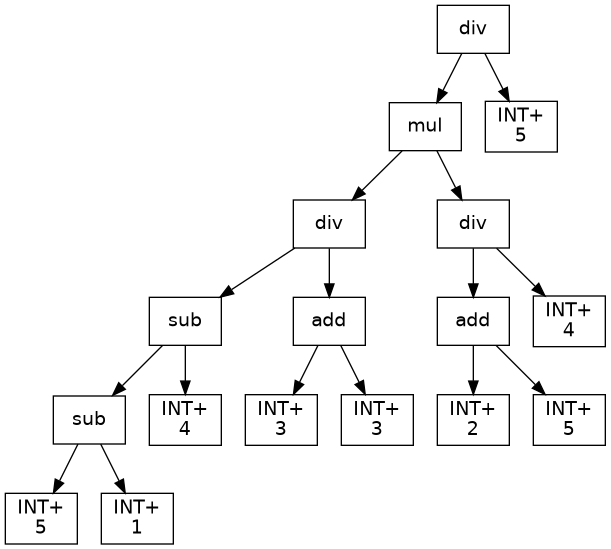 div
mul
INT+
5
div
div
sub
add
add
INT+
4
sub
INT+
4
INT+
3
INT+
3
INT+
2
INT+
5
INT+
5
INT+
1